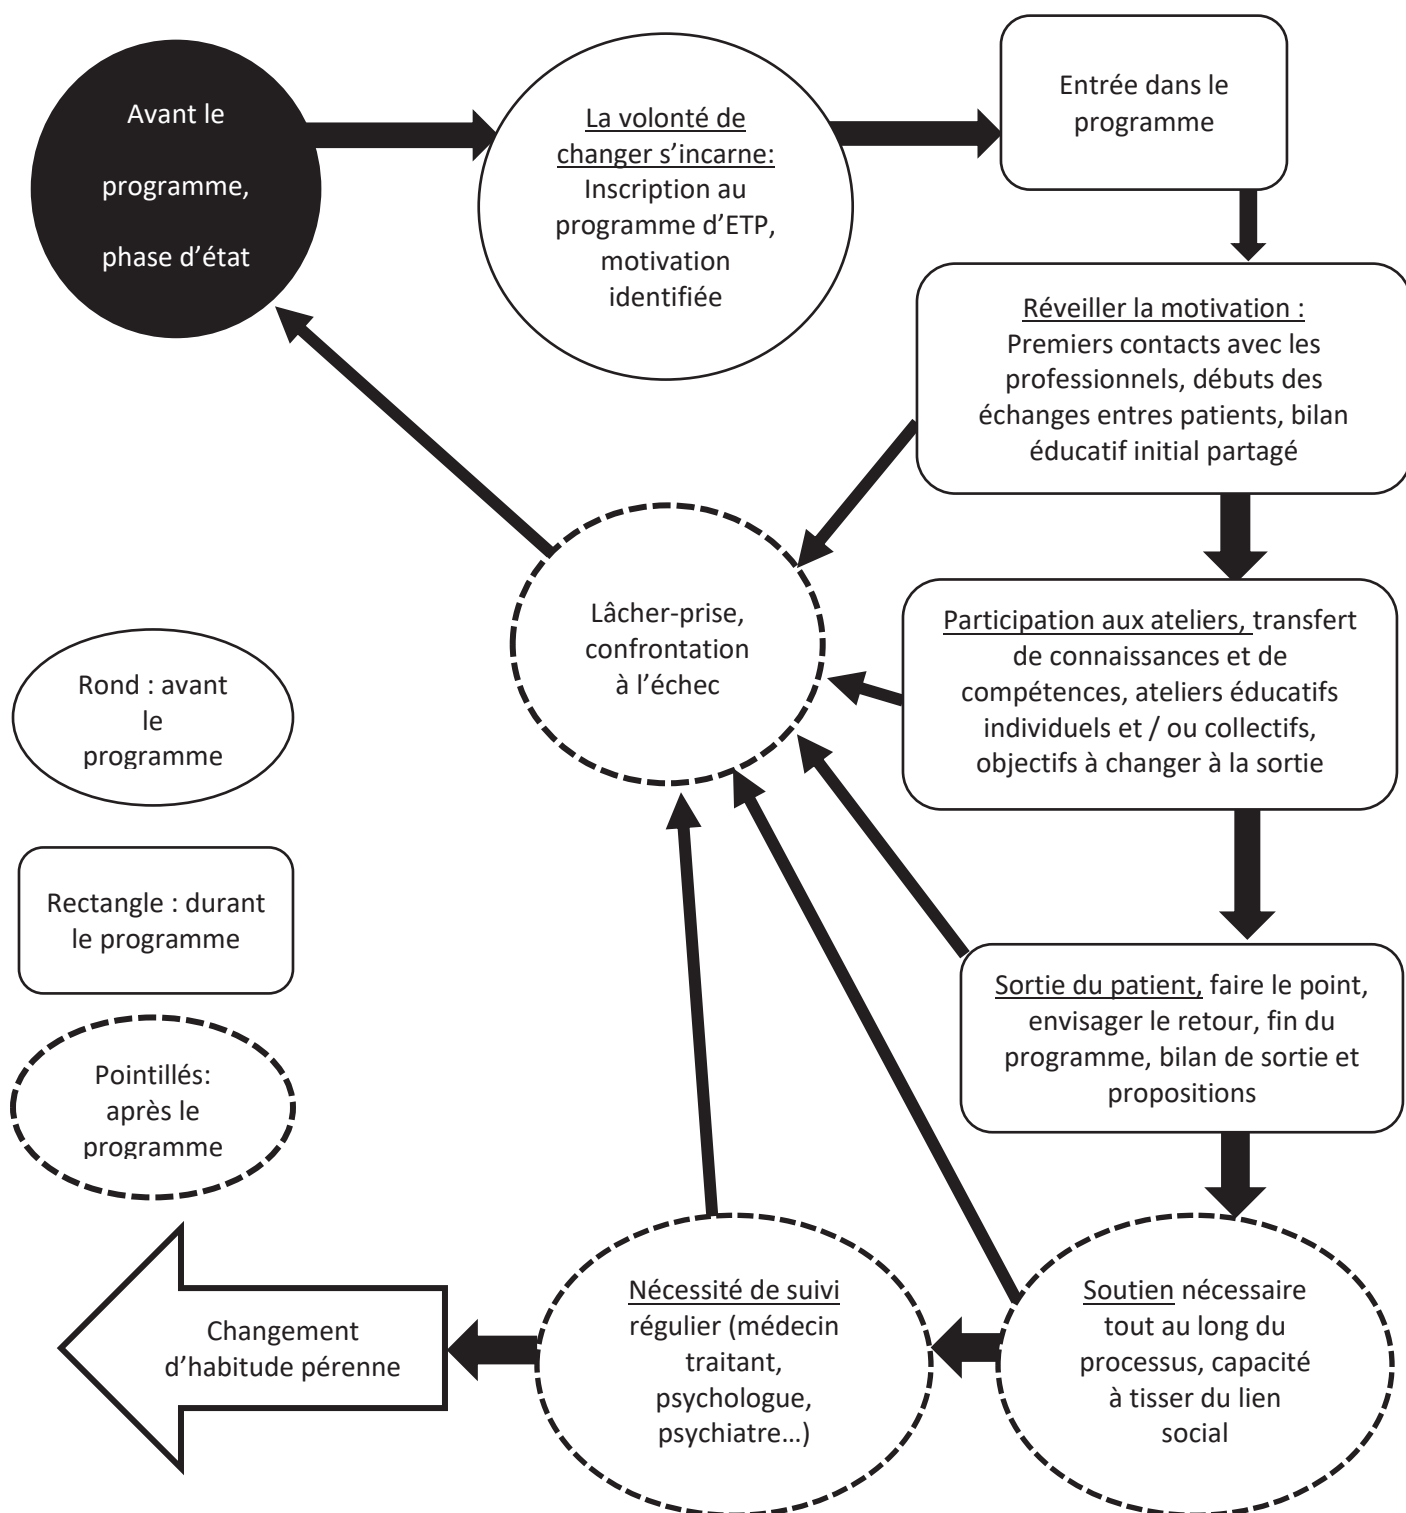 Avant le
programme,
phase d'état
La volonté de
changer s'incarne:
Inscription au
programme d'ETP,
motivation
identifiée
Entrée dans le
programme
Réveiller la motivation :
Premiers contacts avec les
professionnels, débuts des
échanges entres patients, bilan
éducatif initial partagé
Lâcher-prise,
confrontation
à l'échec
Participation aux ateliers, transfert
de connaissances et de
compétences, ateliers éducatifs
individuels et / ou collectifs,
objectifs à changer à la sortie
Rond : avant
le
programme
Rectangle : durant
le programme
Pointillés:
après le
programme
Sortie du patient, faire le point,
envisager le retour, fin du
programme, bilan de sortie et
propositions
Changement
d'habitude pérenne
Nécessité de suivi
régulier (médecin
traitant,
psychologue,
psychiatre…)
Soutien nécessaire
tout au long du
processus, capacité
à tisser du lien
social